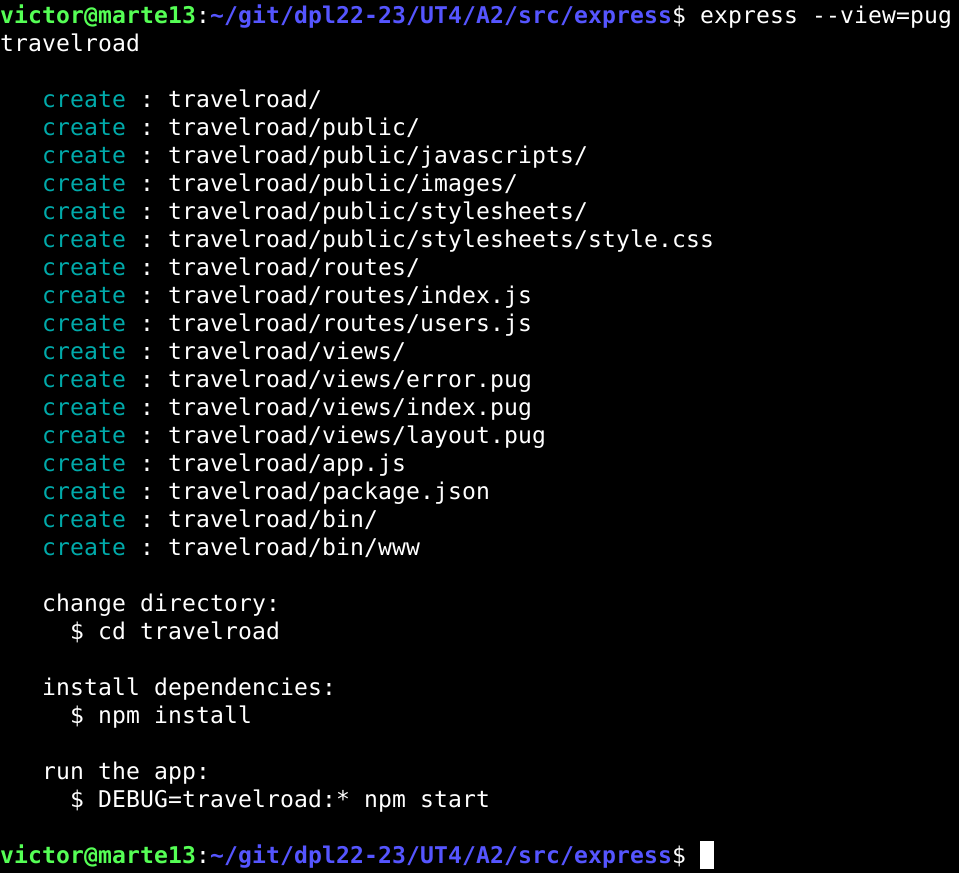 victor@marte13:~/git/dpl22-23/UT4/A2/src/express$ express --view=pug
travelroad
create : travelroad/
create : travelroad/public/
create : travelroad/public/javascripts/
create : travelroad/public/images/
create : travelroad/public/stylesheets/
create : travelroad/public/stylesheets/style.css
create : travelroad/routes/
create : travelroad/routes/index.js
create : travelroad/routes/users.js
create : travelroad/views/
create : travelroad/views/error.pug
create : travelroad/views/index.pug
create : travelroad/views/layout.pug
create : travelroad/app.js
create : travelroad/package.json
create : travelroad/bin/
create : travelroad/bin/www
change directory:
$ cd travelroad
install dependencies:
$ npm install
run the app:
$ DEBUG=travelroad:* npm start
victor@marte13:~/git/dpl22-23/UT4/A2/src/express$